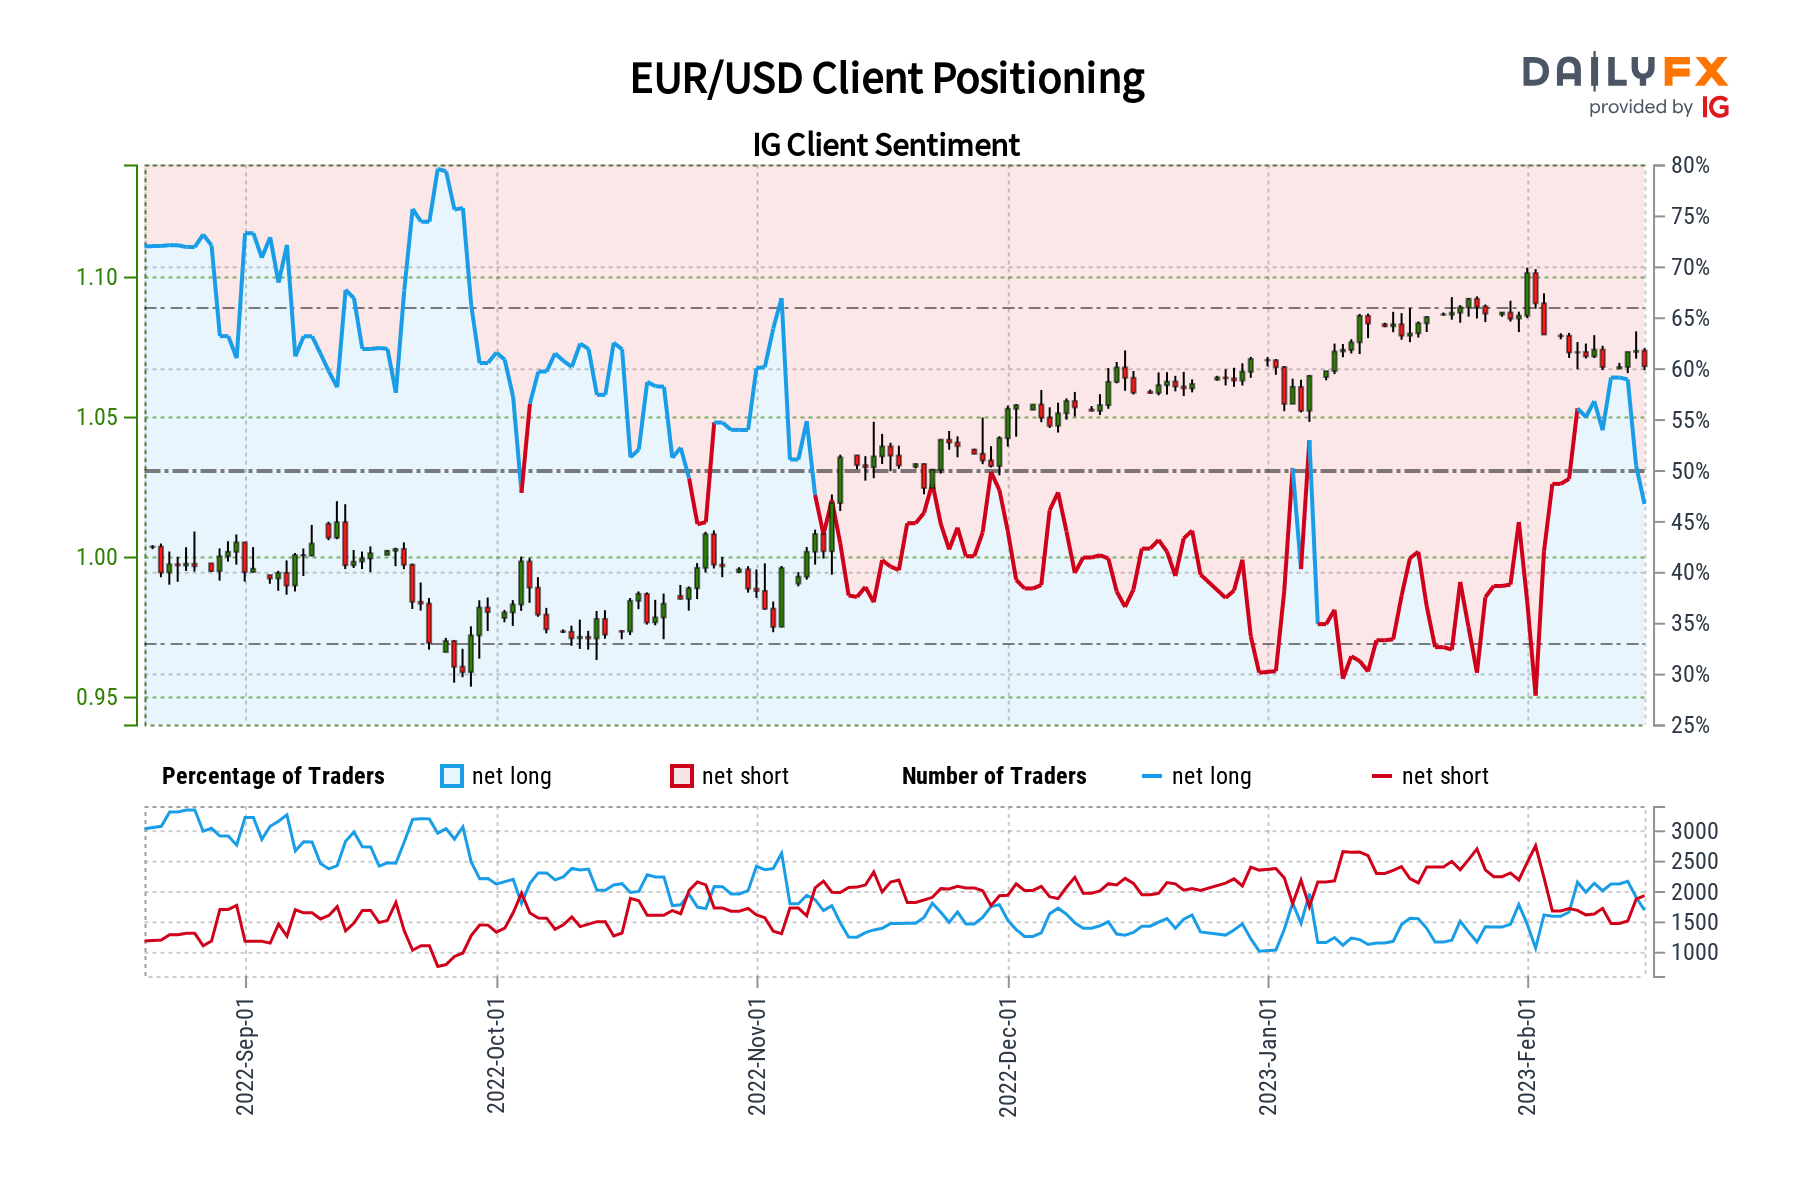 EUR/USD Client Positioning
DAILYFX
provided by IG
IG Client Sentiment
80%
75%
1.10
70%
65%
60%
1.05
55%
50%
45%
1.00
40%
35%
0.95
30%
25%
Percentage of Traders net long net short Number of Traders net long net short
3000
2500
2000
1500
1000
2022-Sep-01
2022-Oct-01
2022-Nov-01
2022-Dec-01
2023-Jan-01
2023-Feb-01